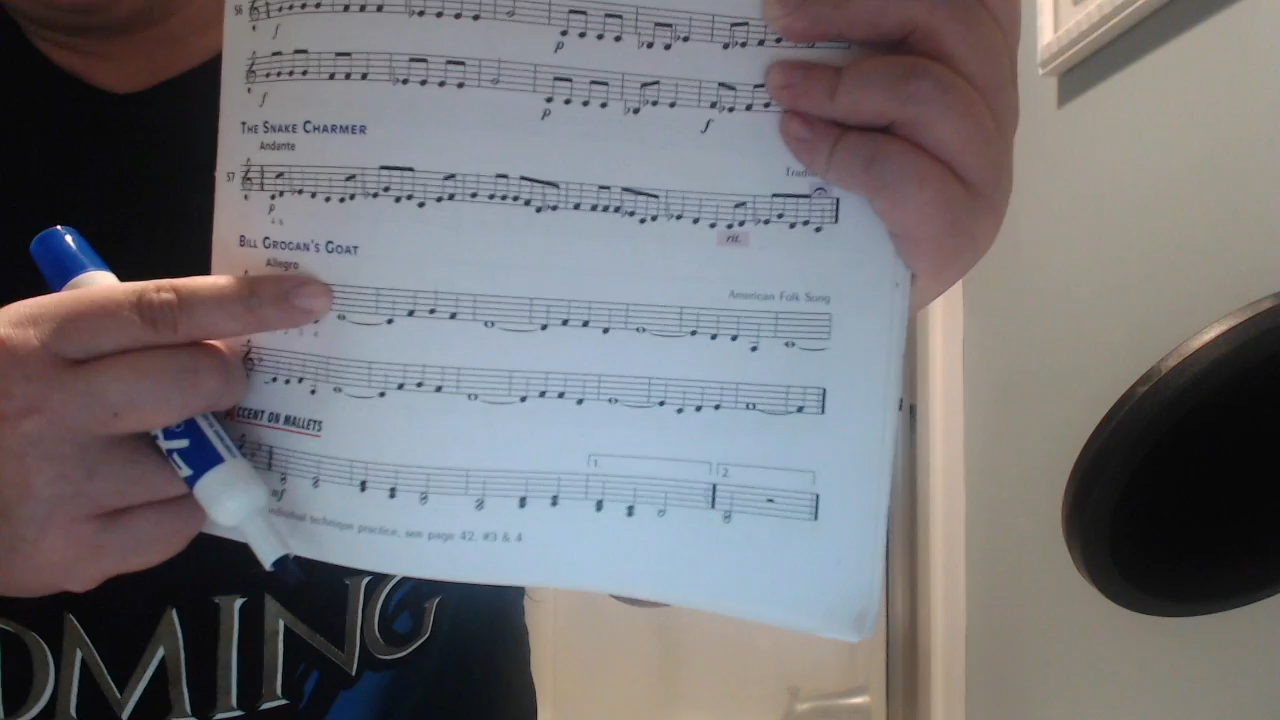 56
f
p
f
p
f
THE SNAKE CHARMER
Andante
57
p
rit.
BILL GROGAN'S GOAT
Allegro
American Folk Song
ACCENT ON MALLETS
1.
2.
mf
technique practice, see page 42, #3 & 4
OMING